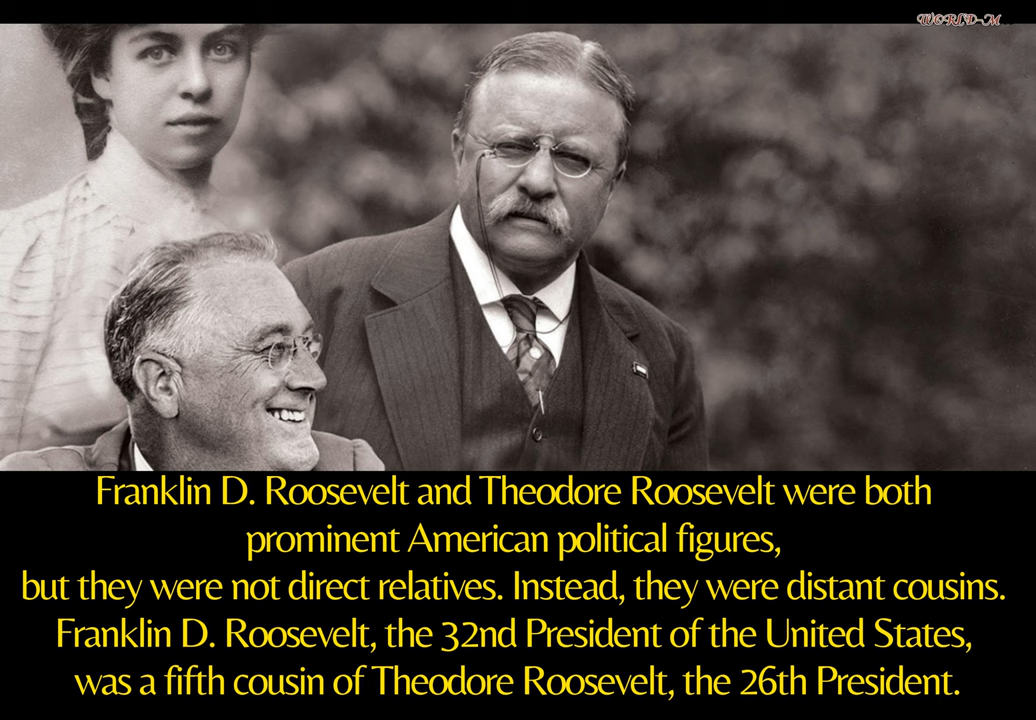 WORLD-M
Franklin D. Roosevelt and Theodore Roosevelt were both
prominent American political figures,
but they were not direct relatives. Instead, they were distant cousins.
Franklin D. Roosevelt, the 32nd President of the United States,
was a fifth cousin of Theodore Roosevelt, the 26th President.